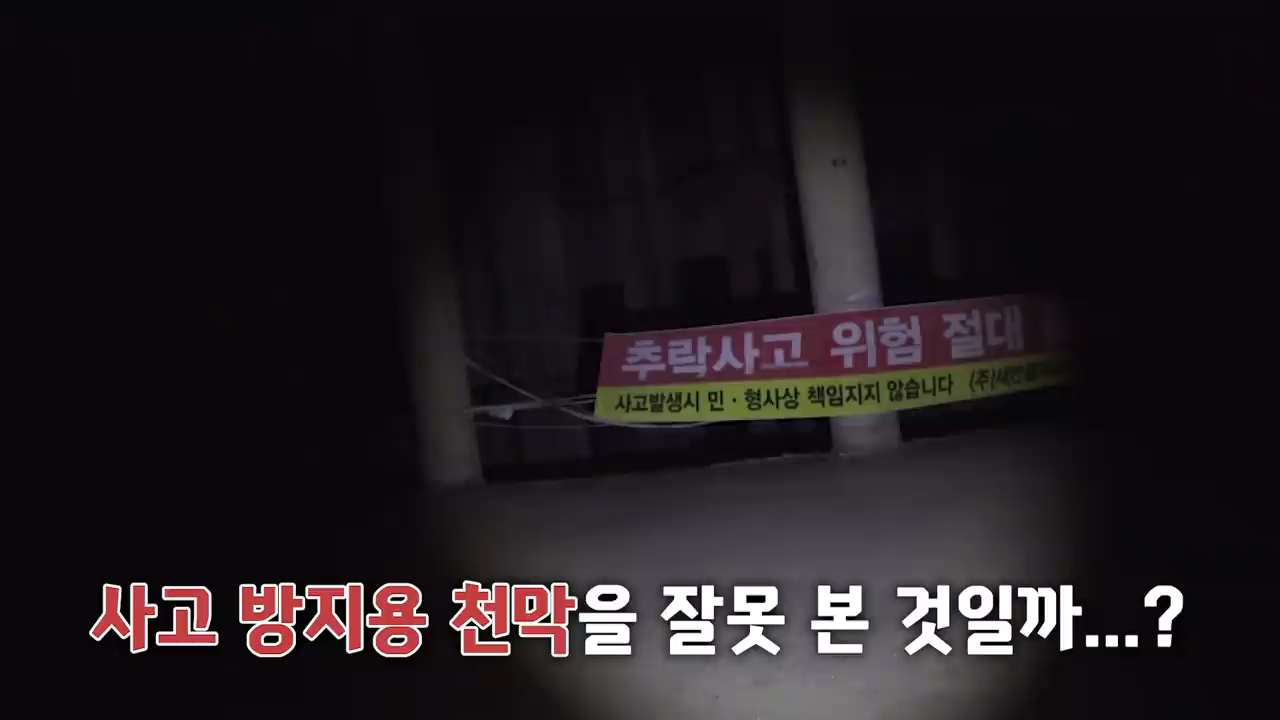 추락사고 위험 절대
사고발생시 민·형사상 책임지지 않습니다
사고 방지용 천막을 잘못 본 것일까...?